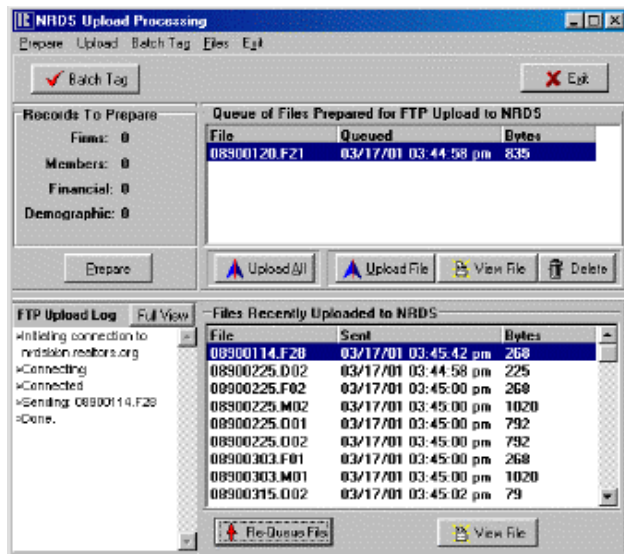 NRDS Upload Processing
Prepare Upload Batch Tag Files Exit
Batch Tag
Exit
Records To Prepare
Firms: 0
Members: 0
Financial: 0
Demographic: 0
Prepare
Queue of Files Prepared for FTP Upload to NRDS
File Queued Bytes
08900120.F21 03/17/01 03:44:58 pm 835
Upload All
Upload File
View File
Delete
FTP Upload Log
Full View
»Initiating connection to
nrdslogin.realtors.org
»Connecting
»Connected
»Sending: 08900114.F28
»Done.
Files Recently Uploaded to NRDS
File Sent Bytes
08900114.F28 03/17/01 03:45:42 pm 268
08900225.D02 03/17/01 03:44:58 pm 225
08900225.F02 03/17/01 03:45:00 pm 268
08900225.M02 03/17/01 03:45:00 pm 1020
08900225.O01 03/17/01 03:45:00 pm 792
08900225.O02 03/17/01 03:45:00 pm 792
08900303.F01 03/17/01 03:45:00 pm 268
08900303.M01 03/17/01 03:45:00 pm 1020
08900315.D02 03/17/01 03:45:02 pm 79
Re-Queue File
View File